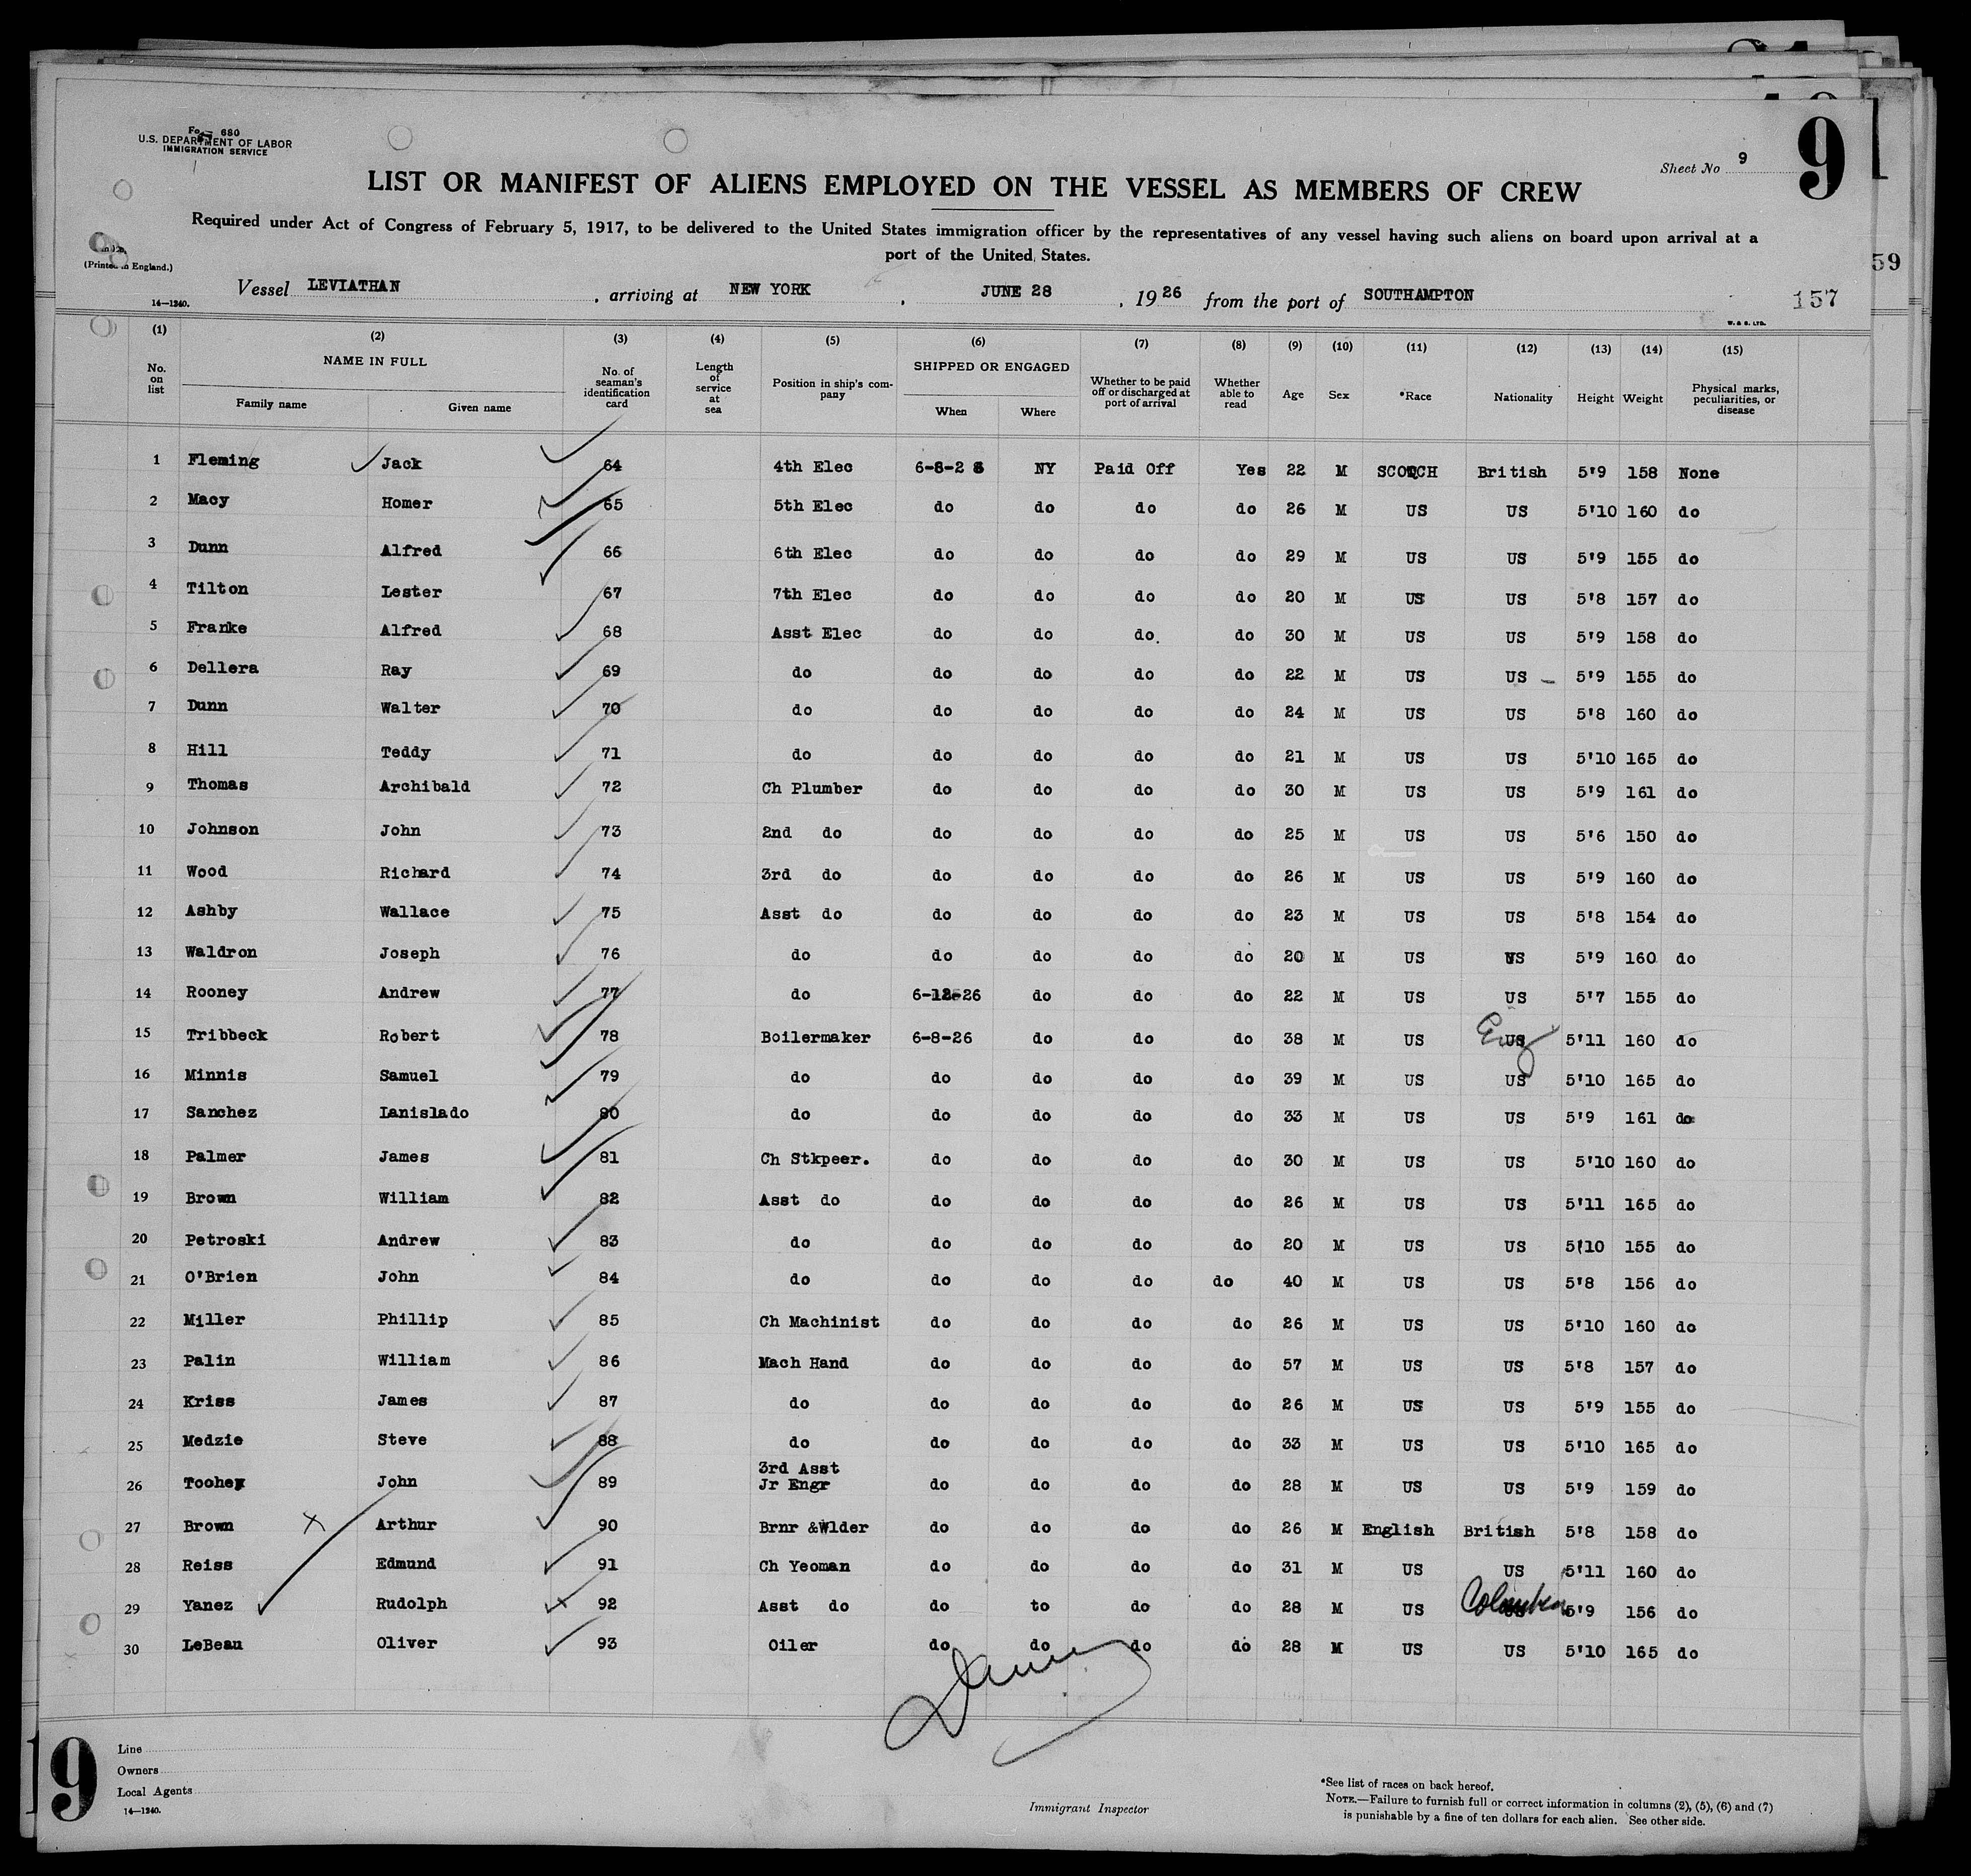 Form 680
U.S. DEPARTMENT OF LABOR
IMMIGRATION SERVICE
Sheet No 9
9
LIST OR MANIFEST OF ALIENS EMPLOYED ON THE VESSEL AS MEMBERS OF CREW
Required under Act of Congress of February 5, 1917, to be delivered to the United States immigration officer by the representatives of any vessel having such aliens on board upon arrival at a
port of the United States.
(Printed in England.)
59
14—1240.
Vessel LEVIATHAN, arriving at NEW YORK, JUNE 28, 1926 from the port of SOUTHAMPTON
157
W. & S. LTD.
(1) (2) (3) (4) (5) (6) (7) (8) (9) (10) (11) (12) (13) (14) (15)
No. on list NAME IN FULL Family name Given name No. of seaman's identification card Length of service at sea Position in ship's company SHIPPED OR ENGAGED When Where Whether to be paid off or discharged at port of arrival Whether able to read Age Sex *Race Nationality Height Weight Physical marks, peculiarities, or disease
1 Fleming Jack 64 4th Elec 6-8-26 NY Paid Off Yes 22 M SCOTCH British 5'9 158 None
2 Macy Homer 65 5th Elec do do do do 26 M US US 5'10 160 do
3 Dunn Alfred 66 6th Elec do do do do 29 M US US 5'9 155 do
4 Tilton Lester 67 7th Elec do do do do 20 M US US 5'8 157 do
5 Franke Alfred 68 Asst Elec do do do. do 30 M US US 5'9 158 do
6 Dellera Ray 69 do do do do do 22 M US US 5'9 155 do
7 Dunn Walter 70 do do do do do 24 M US US 5'8 160 do
8 Hill Teddy 71 do do do do do 21 M US US 5'10 165 do
9 Thomas Archibald 72 Ch Plumber do do do do 30 M US US 5'9 161 do
10 Johnson John 73 2nd do do do do do 25 M US US 5'6 150 do
11 Wood Richard 74 3rd do do do do do 26 M US US 5'9 160 do
12 Ashby Wallace 75 Asst do do do do do 23 M US US 5'8 154 do
13 Waldron Joseph 76 do do do do do 20 M US US 5'9 160 do
14 Rooney Andrew 77 do 6-12-26 do do do 22 M US US 5'7 155 do
15 Tribbeck Robert 78 Boilermaker 6-8-26 do do do 38 M US US Eng 5'11 160 do
16 Minnis Samuel 79 do do do do do 39 M US US 5'10 165 do
17 Sanchez Ianislado 80 do do do do do 33 M US US 5'9 161 do
18 Palmer James 81 Ch Stkpeer. do do do do 30 M US US 5'10 160 do
19 Brown William 82 Asst do do do do do 26 M US US 5'11 165 do
20 Petroski Andrew 83 do do do do do 20 M US US 5'10 155 do
21 O'Brien John 84 do do do do do 40 M US US 5'8 156 do
22 Miller Phillip 85 Ch Machinist do do do do 26 M US US 5'10 160 do
23 Palin William 86 Mach Hand do do do do 57 M US US 5'8 157 do
24 Kriss James 87 do do do do do 26 M US US 5'9 155 do
25 Medzie Steve 88 do do do do do 33 M US US 5'10 165 do
26 Toohey John 89 3rd Asst Jr Engr do do do do 28 M US US 5'9 159 do
27 Brown X Arthur 90 Brnr &Wlder do do do do 26 M English British 5'8 158 do
28 Reiss Edmund 91 Ch Yeoman do do do do 31 M US US 5'11 160 do
29 Yanez Rudolph 92 Asst do do to do do 28 M US Colombian 5'9 156 do
30 LeBeau Oliver 93 Oiler do do do do 28 M US US 5'10 165 do
19
Line
Owners
Local Agents
14—1240.
Immigrant Inspector
*See list of races on back hereof.
NOTE.—Failure to furnish full or correct information in columns (2), (5), (6) and (7)
is punishable by a fine of ten dollars for each alien. See other side.